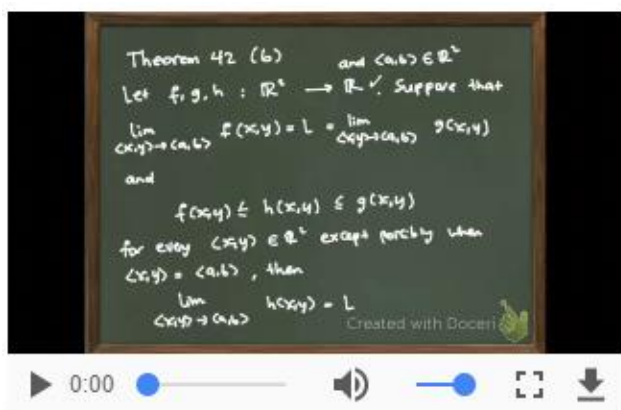 Theorem 42 (b) and <a,b> ∈ ℝ²
Let f, g, h : ℝ² → ℝ ✓. Suppose that
lim f(x,y) = L = lim g(x,y)
<x,y>→<a,b> <x,y>→<a,b>
and
f(x,y) ≤ h(x,y) ≤ g(x,y)
for every <x,y> ∈ ℝ² except possibly when
<x,y> = <a,b>, then
lim h(x,y) = L
<x,y>→<a,b>
Created with Doceri
0:00